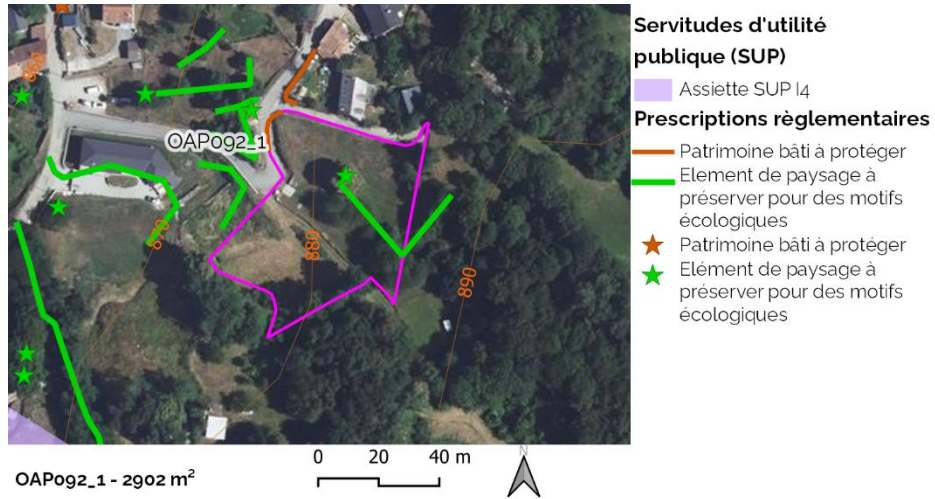 860
OAP092_1
870
880
890
OAP092_1 - 2902 m²
0 20 40 m
N
Servitudes d'utilité
publique (SUP)
Assiette SUP I4
Prescriptions règlementaires
Patrimoine bâti à protéger
Element de paysage à
préserver pour des motifs
écologiques
Patrimoine bâti à protéger
Elément de paysage à
préserver pour des motifs
écologiques